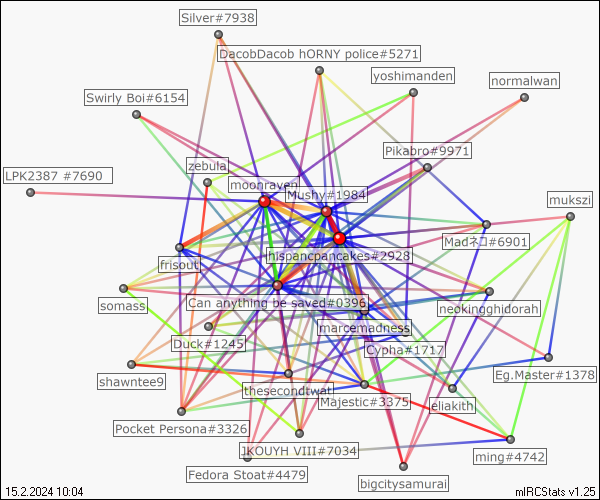 Silver#7938
DacobDacob hORNY police#5271
yoshimanden
normalwan
Swirly Boi#6154
Pikabro#9971
zebula
LPK2387 #7690
moonraven
Mushy#1984
mukszi
Madネコ#6901
hispancpancakes#2928
frisout
Can anything be saved#0396
somass
neokingghidorah
marcemadness
Duck#1245
Cypha#1717
Eg.Master#1378
shawntee9
thesecondtwat
Majestic#3375
eliakith
Pocket Persona#3326
JKOUYH VIII#7034
ming#4742
Fedora Stoat#4479
bigcitysamurai
15.2.2024 10:04
mIRCStats v1.25